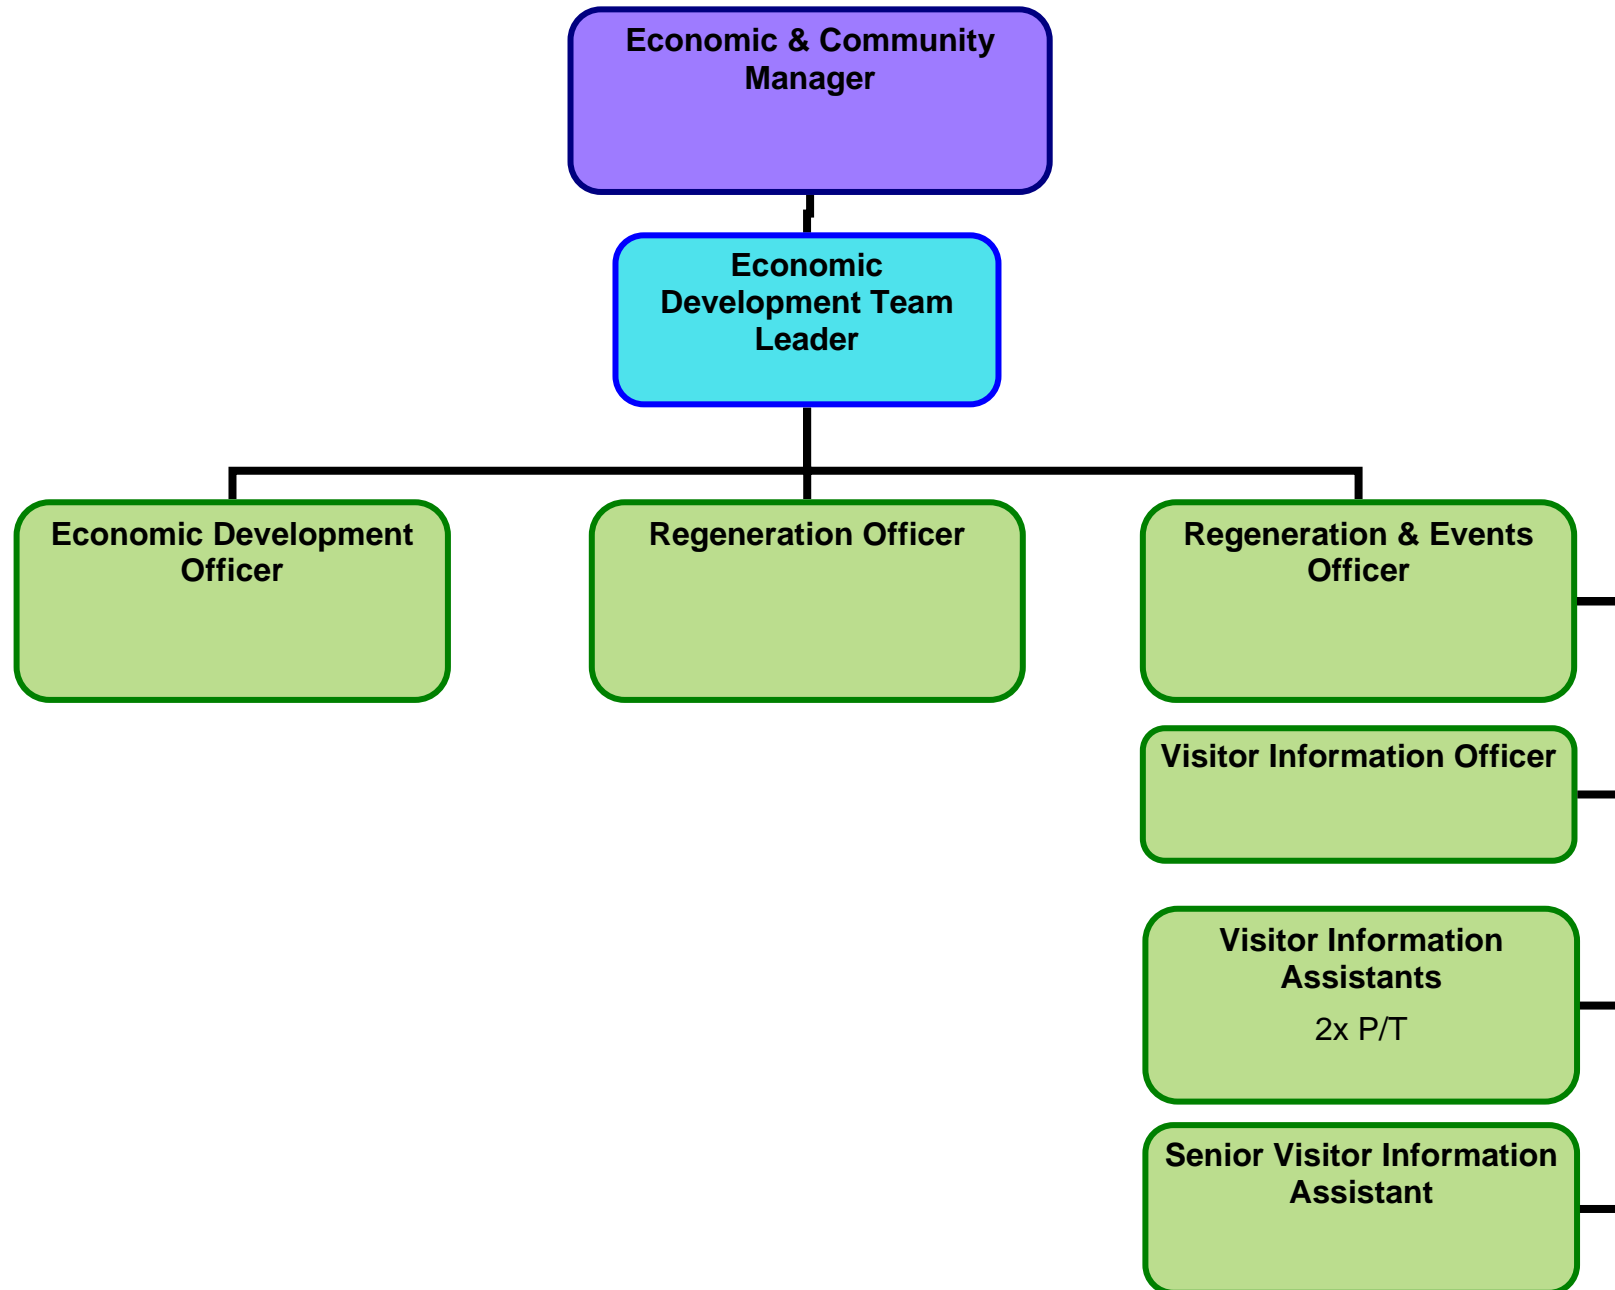 Economic & Community
Manager
Economic
Development Team
Leader
Economic Development
Officer
Regeneration Officer
Regeneration & Events
Officer
Visitor Information Officer
Visitor Information
Assistants
2x P/T
Senior Visitor Information
Assistant